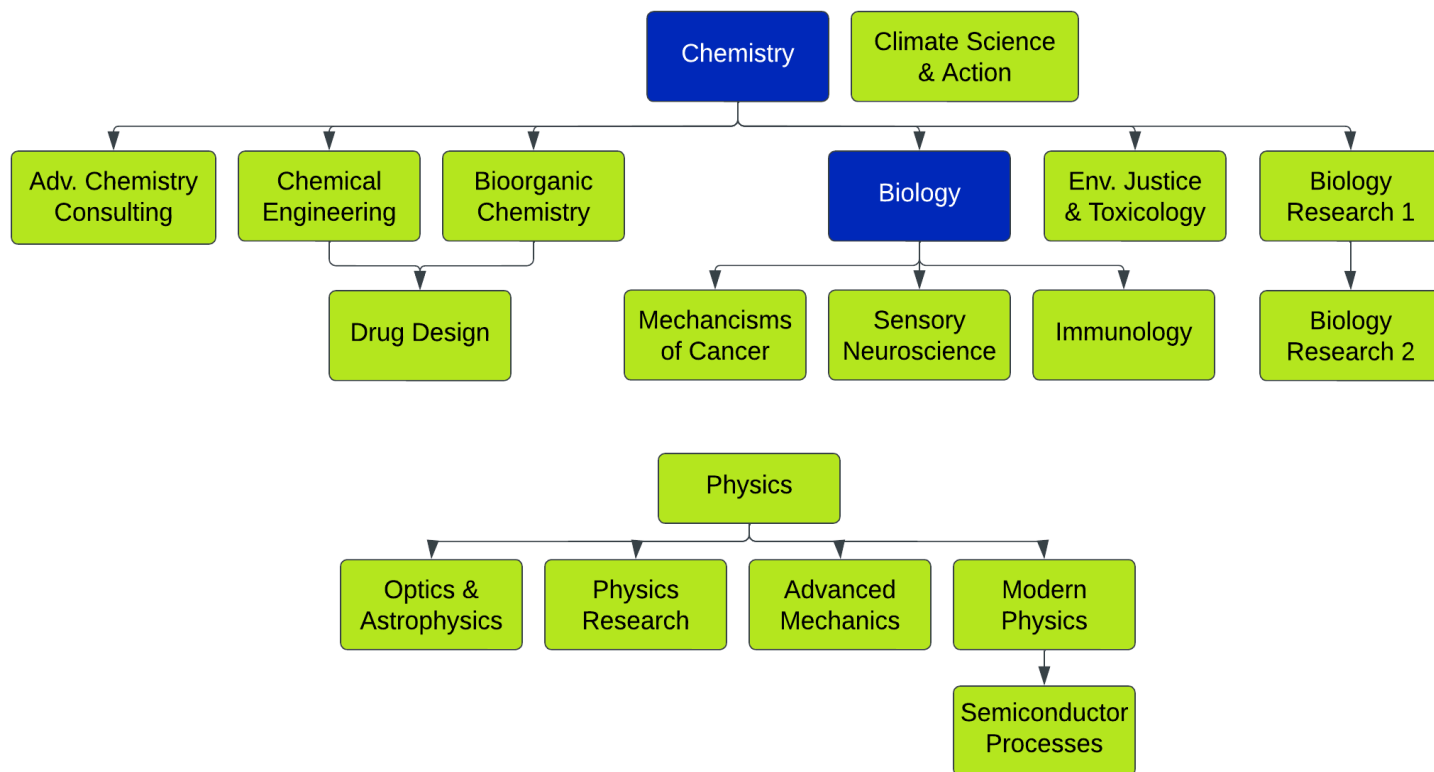 Chemistry
Climate Science
& Action
Adv. Chemistry
Consulting
Chemical
Engineering
Bioorganic
Chemistry
Biology
Env. Justice
& Toxicology
Biology
Research 1
Drug Design
Mechancisms
of Cancer
Sensory
Neuroscience
Immunology
Biology
Research 2
Physics
Optics &
Astrophysics
Physics
Research
Advanced
Mechanics
Modern
Physics
Semiconductor
Processes